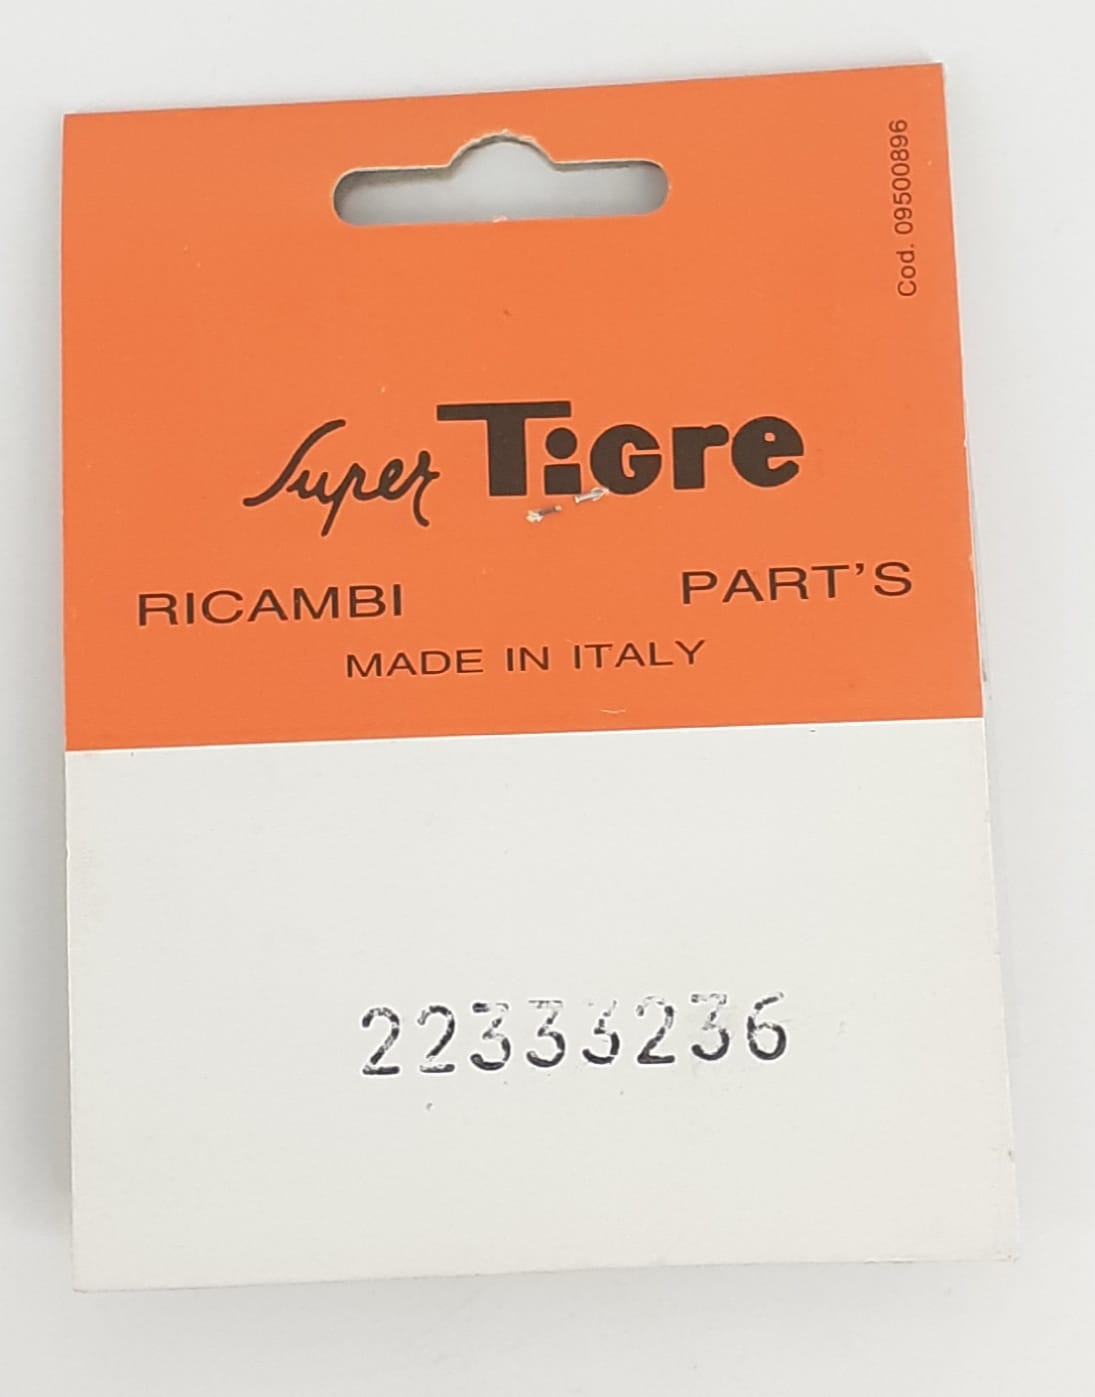 Cod. 09500896
Super Tigre
RICAMBI PART'S
MADE IN ITALY
22333236